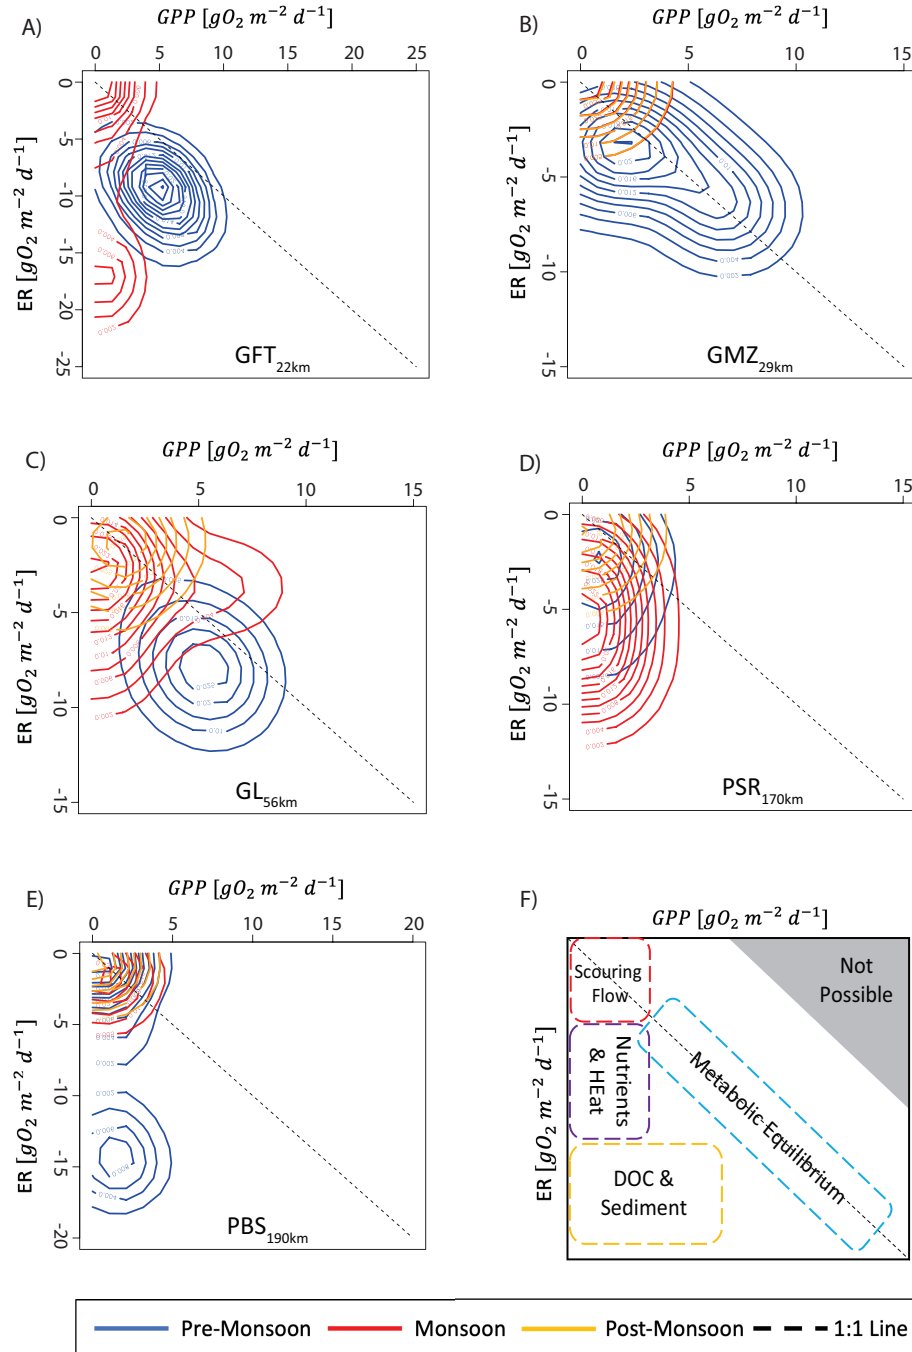 A)
GPP [gO₂ m⁻² d⁻¹]
0 5 10 15 20 25
ER [gO₂ m⁻² d⁻¹]
0
-5
-10
-15
-20
-25
GFT22km
B)
GPP [gO₂ m⁻² d⁻¹]
0 5 10 15
ER [gO₂ m⁻² d⁻¹]
0
-5
-10
-15
GMZ29km
C)
GPP [gO₂ m⁻² d⁻¹]
0 5 10 15
ER [gO₂ m⁻² d⁻¹]
0
-5
-10
-15
GL56km
D)
GPP [gO₂ m⁻² d⁻¹]
0 5 10 15
ER [gO₂ m⁻² d⁻¹]
0
-5
-10
-15
PSR170km
E)
GPP [gO₂ m⁻² d⁻¹]
0 5 10 15 20
ER [gO₂ m⁻² d⁻¹]
0
-5
-10
-15
-20
PBS190km
F)
GPP [gO₂ m⁻² d⁻¹]
ER [gO₂ m⁻² d⁻¹]
Scouring
Flow
Not
Possible
Nutrients
& HEat
Metabolic Equilibrium
DOC &
Sediment
Pre-Monsoon
Monsoon
Post-Monsoon
1:1 Line